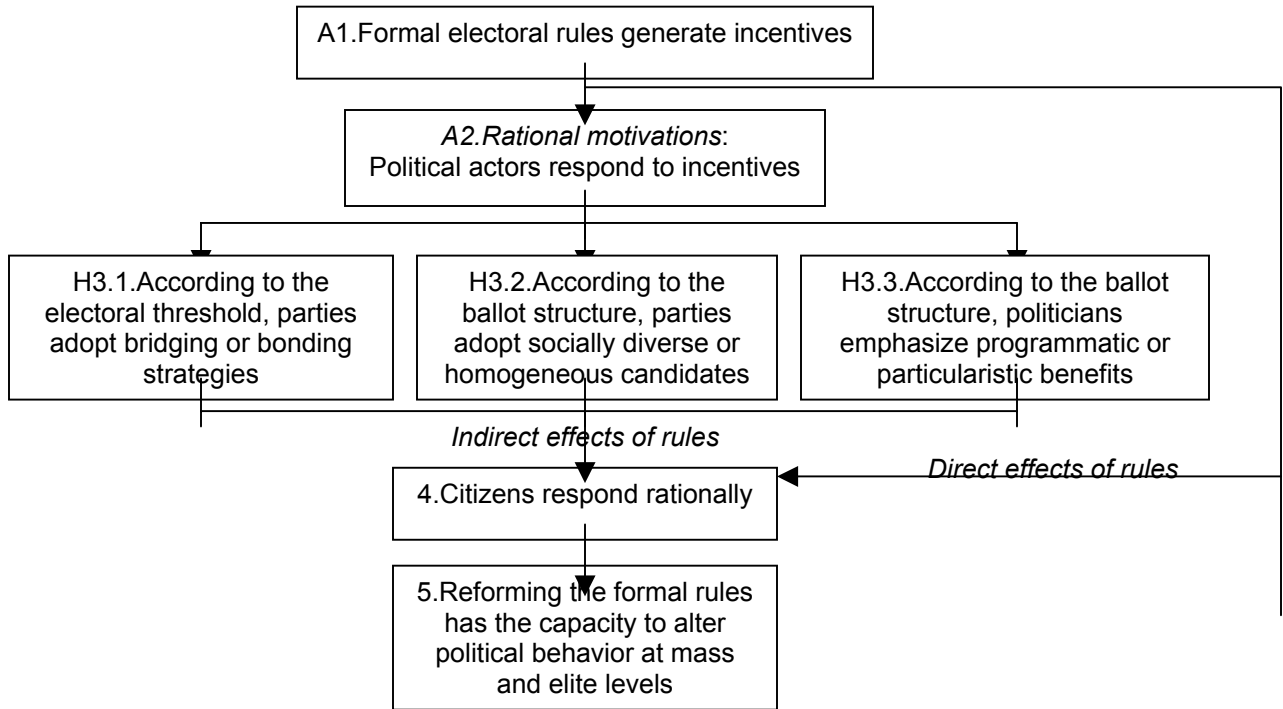 A1.Formal electoral rules generate incentives
A2.Rational motivations:
Political actors respond to incentives
H3.1.According to the
electoral threshold, parties
adopt bridging or bonding
strategies
H3.2.According to the
ballot structure, parties
adopt socially diverse or
homogeneous candidates
H3.3.According to the ballot
structure, politicians
emphasize programmatic or
particularistic benefits
Indirect effects of rules
Direct effects of rules
4.Citizens respond rationally
5.Reforming the formal rules
has the capacity to alter
political behavior at mass
and elite levels